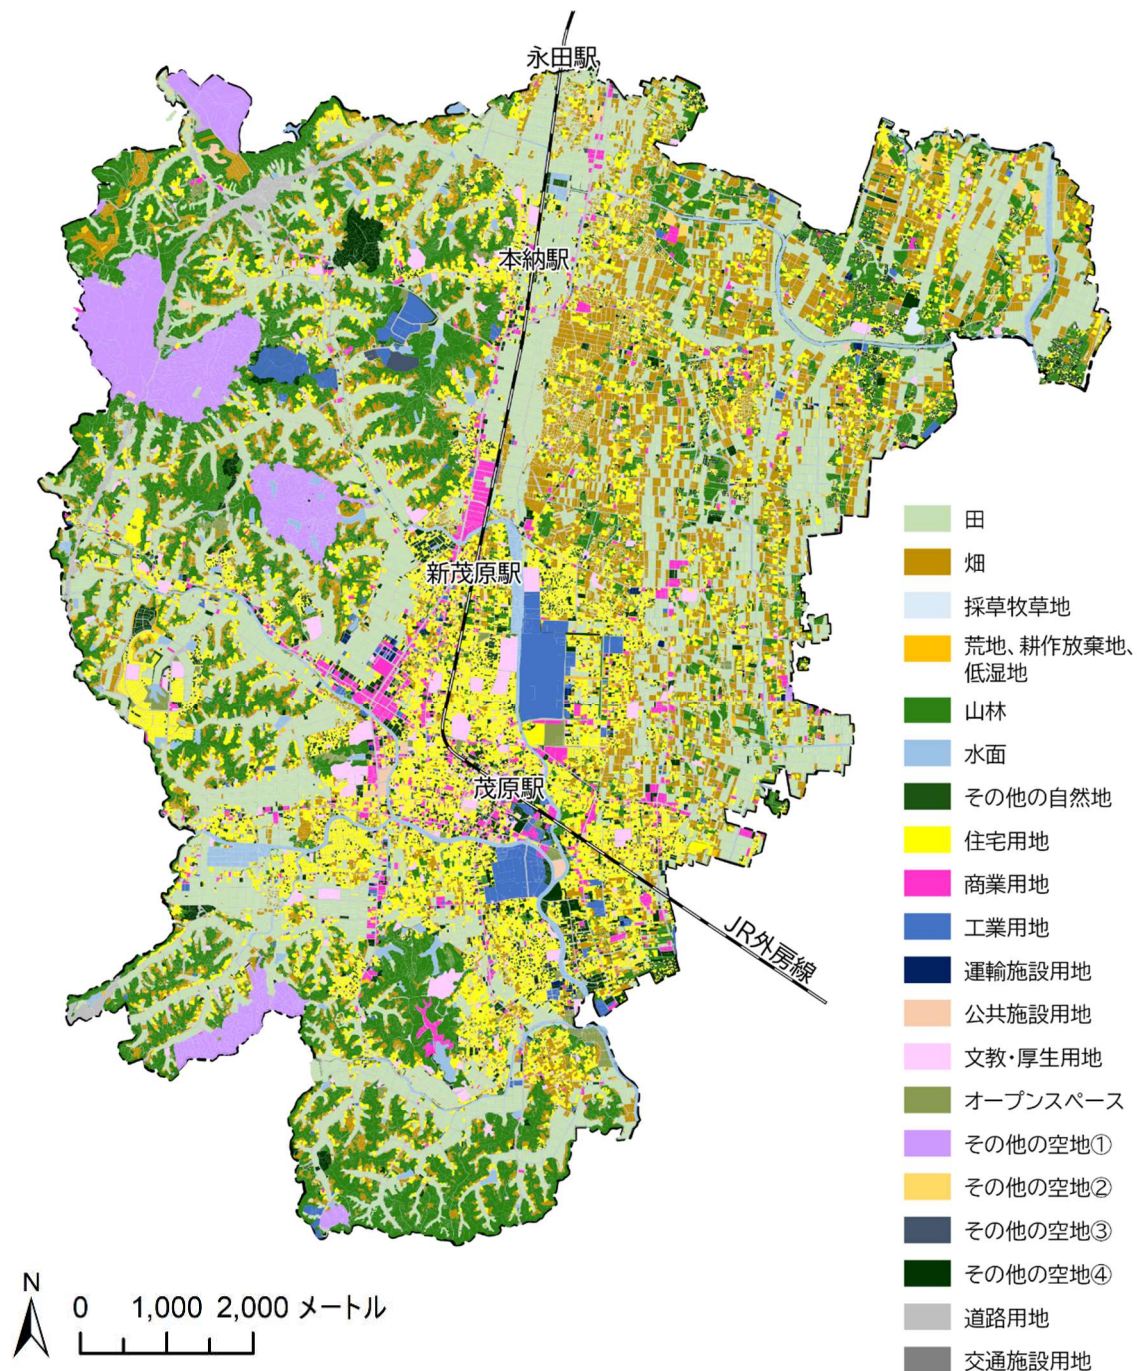 永田駅
本納駅
新茂原駅
茂原駅
JR外房線
田
畑
採草牧草地
荒地、耕作放棄地、
低湿地
山林
水面
その他の自然地
住宅用地
商業用地
工業用地
運輸施設用地
公共施設用地
文教・厚生用地
オープンスペース
その他の空地①
その他の空地②
その他の空地③
その他の空地④
道路用地
交通施設用地
N
0 1,000 2,000 メートル